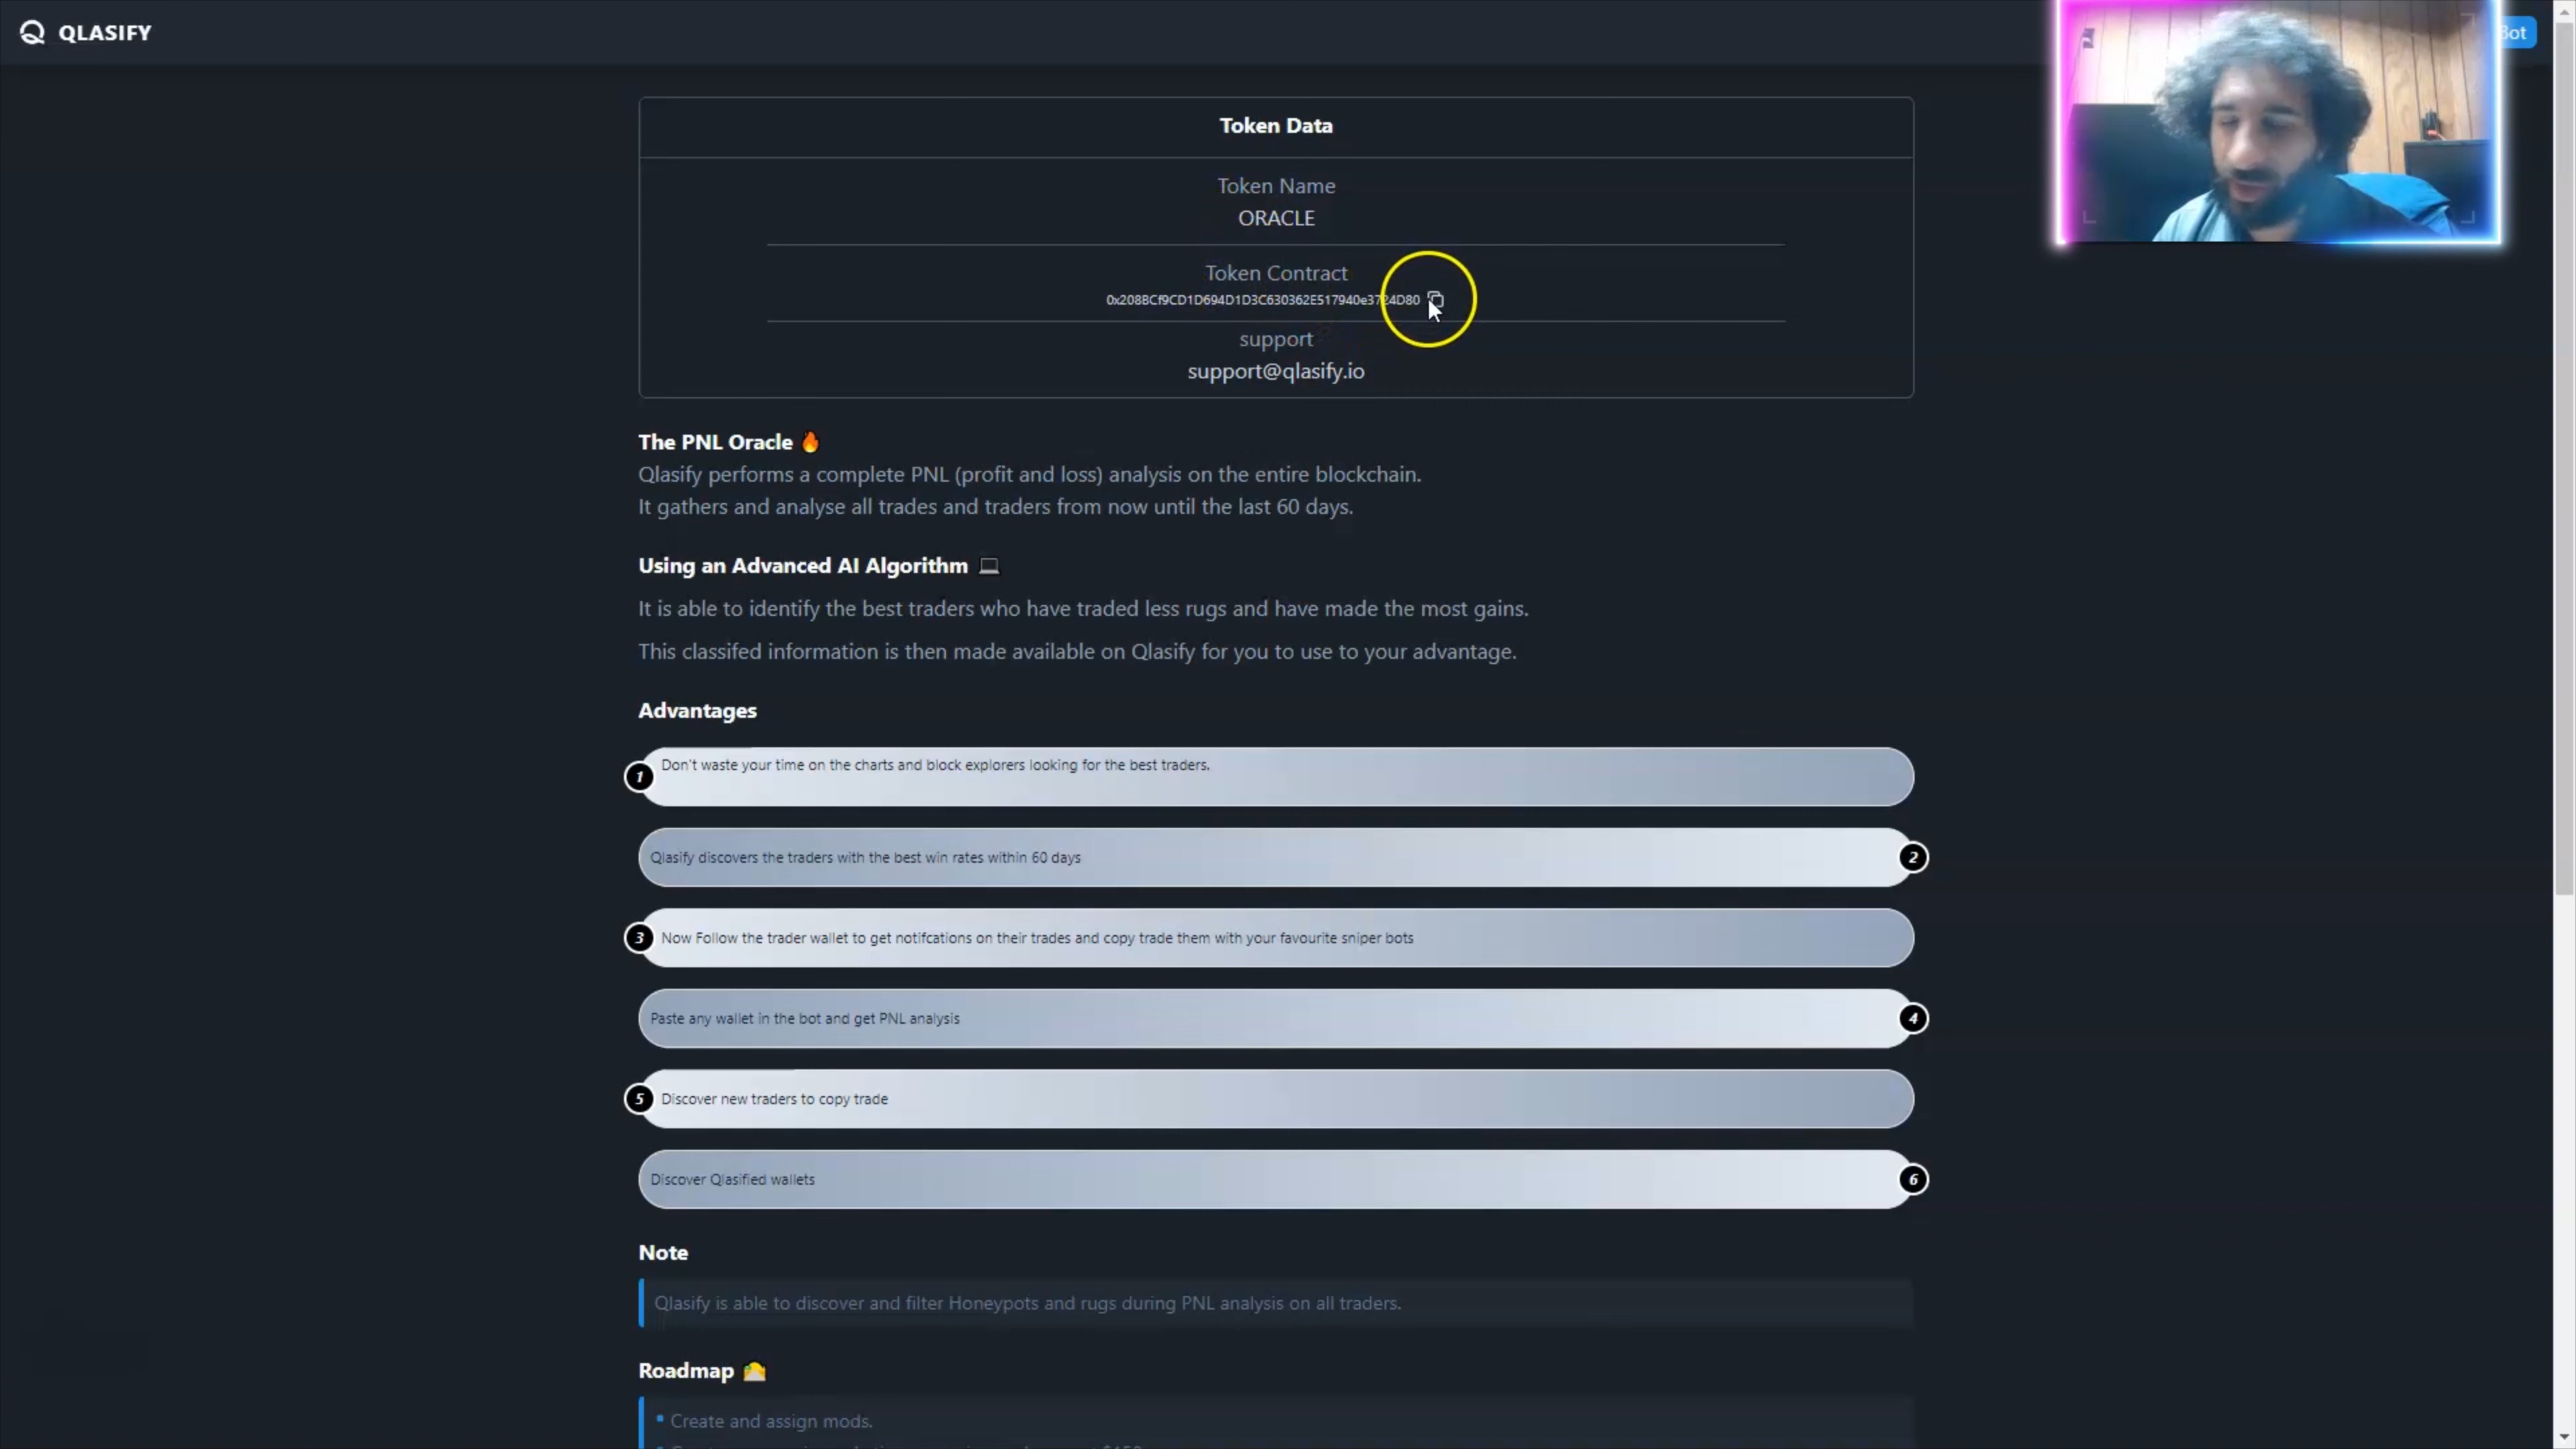 QLASIFY
Bot
Token Data
Token Name
ORACLE
Token Contract
0x208BCf9CD1D694D1D3C630362E517940e3724D80
support
support@qlasify.io
The PNL Oracle 🔥
Qlasify performs a complete PNL (profit and loss) analysis on the entire blockchain.
It gathers and analyse all trades and traders from now until the last 60 days.
Using an Advanced AI Algorithm 💻
It is able to identify the best traders who have traded less rugs and have made the most gains.
This classifed information is then made available on Qlasify for you to use to your advantage.
Advantages
1 Don't waste your time on the charts and block explorers looking for the best traders.
Qlasify discovers the traders with the best win rates within 60 days 2
3 Now Follow the trader wallet to get notifcations on their trades and copy trade them with your favourite sniper bots
Paste any wallet in the bot and get PNL analysis 4
5 Discover new traders to copy trade
Discover Qlasified wallets 6
Note
Qlasify is able to discover and filter Honeypots and rugs during PNL analysis on all traders.
Roadmap
Create and assign mods.